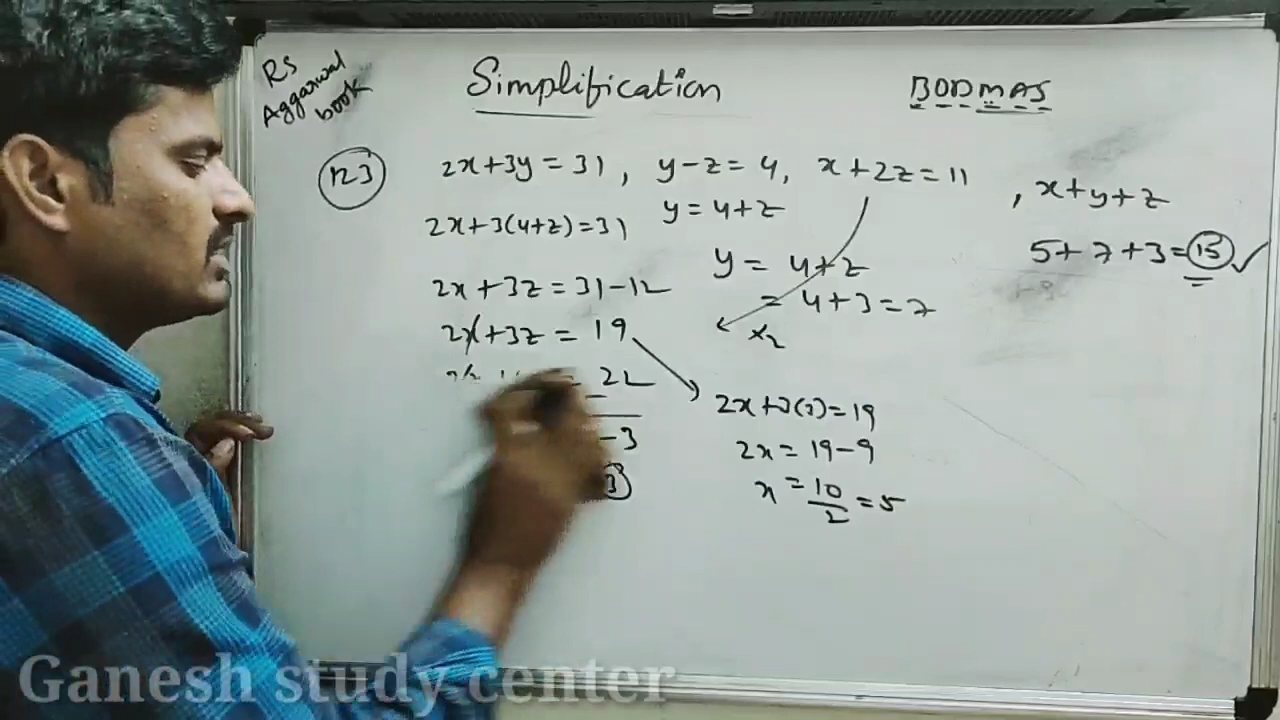 RS
Aggarwal
book
Simplification
BODMAS
123
2x+3y=31, y-z=4, x+2z=11, x+y+z
2x+3(4+z)=31
y=4+z
5+7+3=15 ✓
y=4+z
2x+3z=31-12
=4+3=7
2x+3z=19
×2
= 22
2x+3(3)=19
-3
2x=19-9
3
x=10/2=5
Ganesh study center